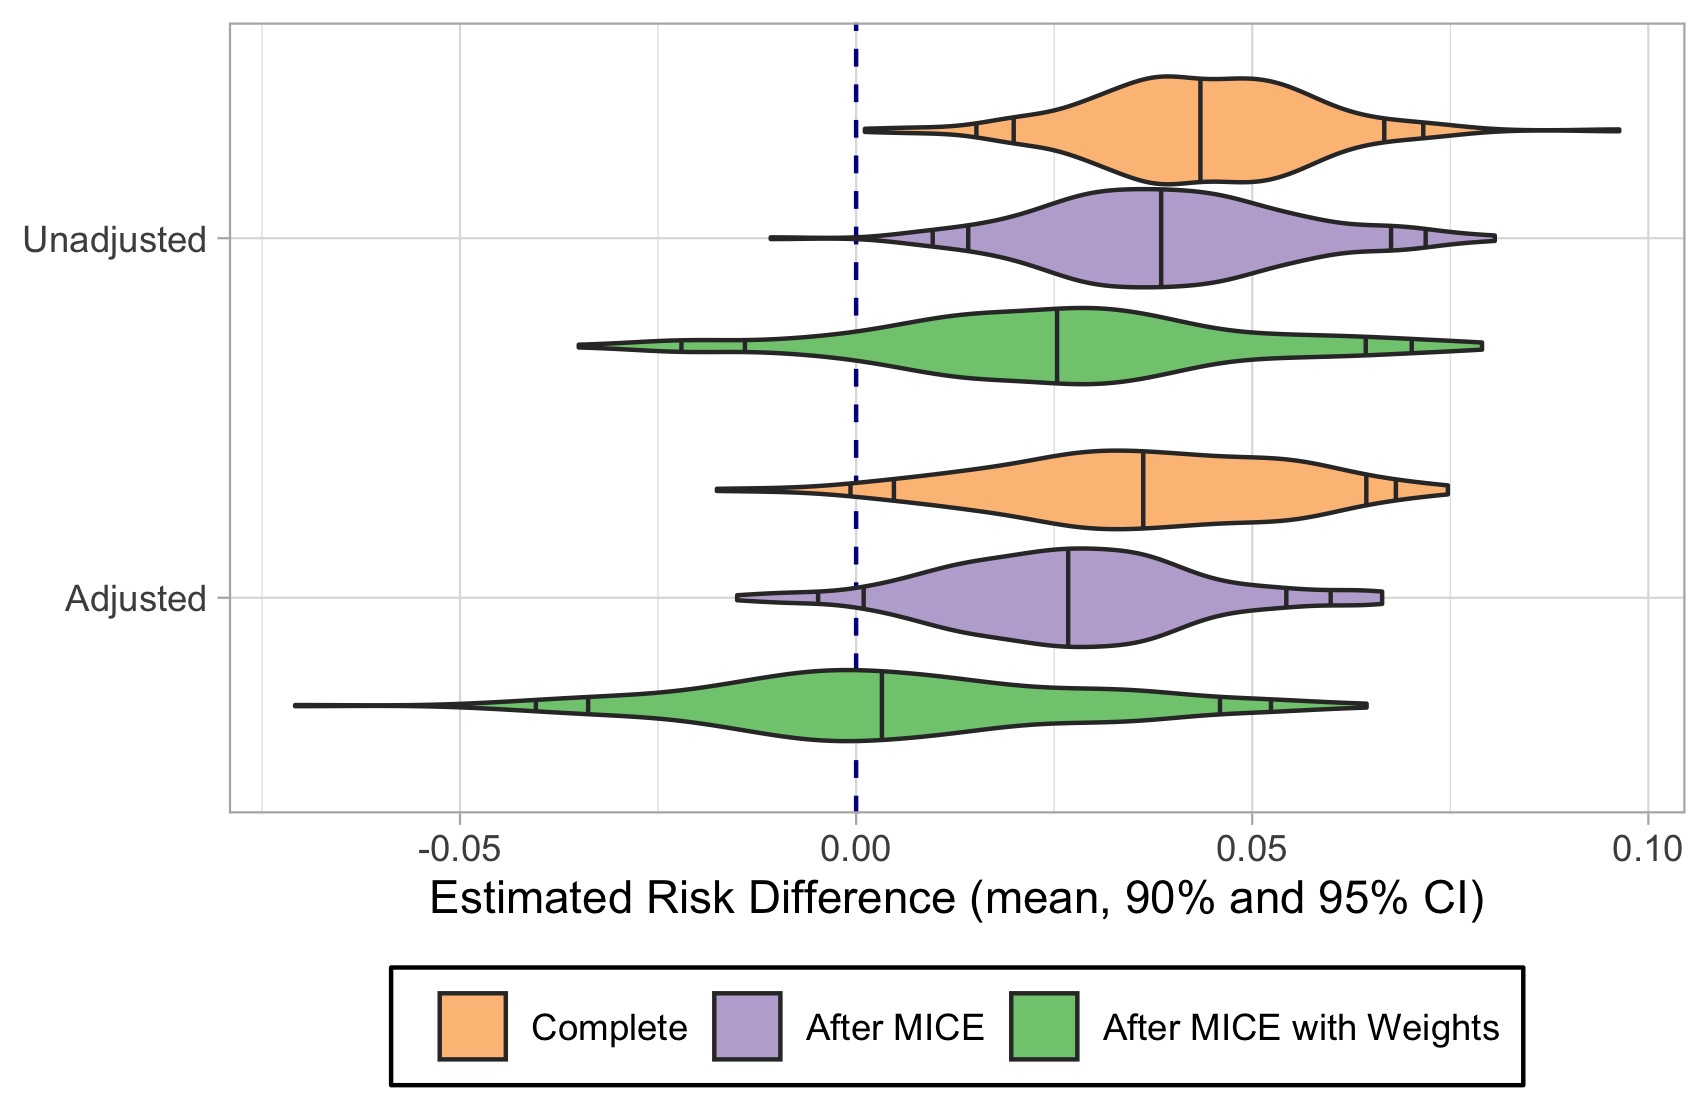 Unadjusted
Adjusted
-0.05 0.00 0.05 0.10
Estimated Risk Difference (mean, 90% and 95% CI)
Complete After MICE After MICE with Weights